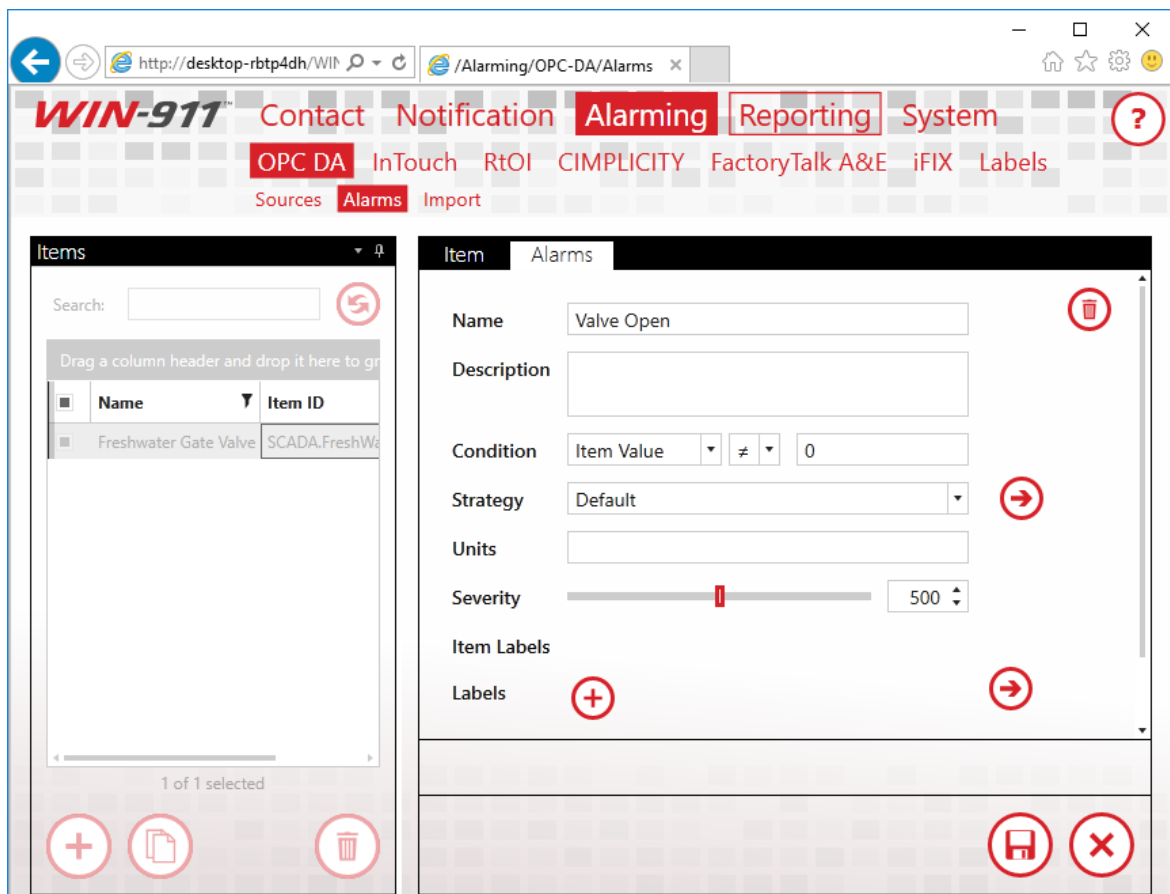 http://desktop-rbtp4dh/WIN
/Alarming/OPC-DA/Alarms
WIN-911™ Contact Notification Alarming Reporting System ?
OPC DA InTouch RtOI CIMPLICITY FactoryTalk A&E iFIX Labels
Sources Alarms Import
Items
Search:
Drag a column header and drop it here to gr
Name Item ID
Freshwater Gate Valve SCADA.FreshWa
1 of 1 selected
Item Alarms
Name Valve Open
Description
Condition Item Value ≠ 0
Strategy Default
Units
Severity 500
Item Labels
Labels